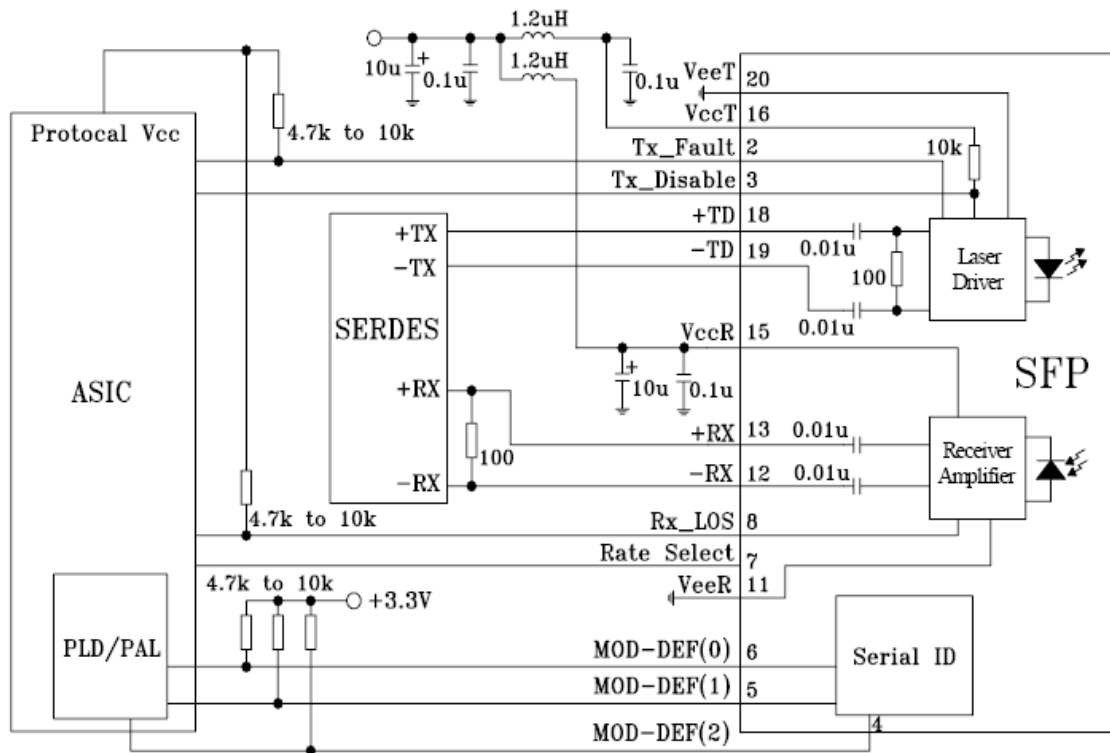 1.2uH
1.2uH
10u
+
0.1u
0.1u
VeeT
20
VccT
16
Protocal Vcc
4.7k to 10k
Tx_Fault
2
10k
Tx_Disable
3
+TX
+TD
18
-TX
-TD
19
0.01u
100
0.01u
Laser
Driver
SERDES
VccR
15
+
10u
0.1u
SFP
ASIC
+RX
100
-RX
+RX
13
0.01u
-RX
12
0.01u
Receiver
Amplifier
4.7k to 10k
Rx_LOS
8
Rate Select
7
4.7k to 10k
+3.3V
VeeR
11
PLD/PAL
MOD-DEF(0)
6
MOD-DEF(1)
5
MOD-DEF(2)
4
Serial ID